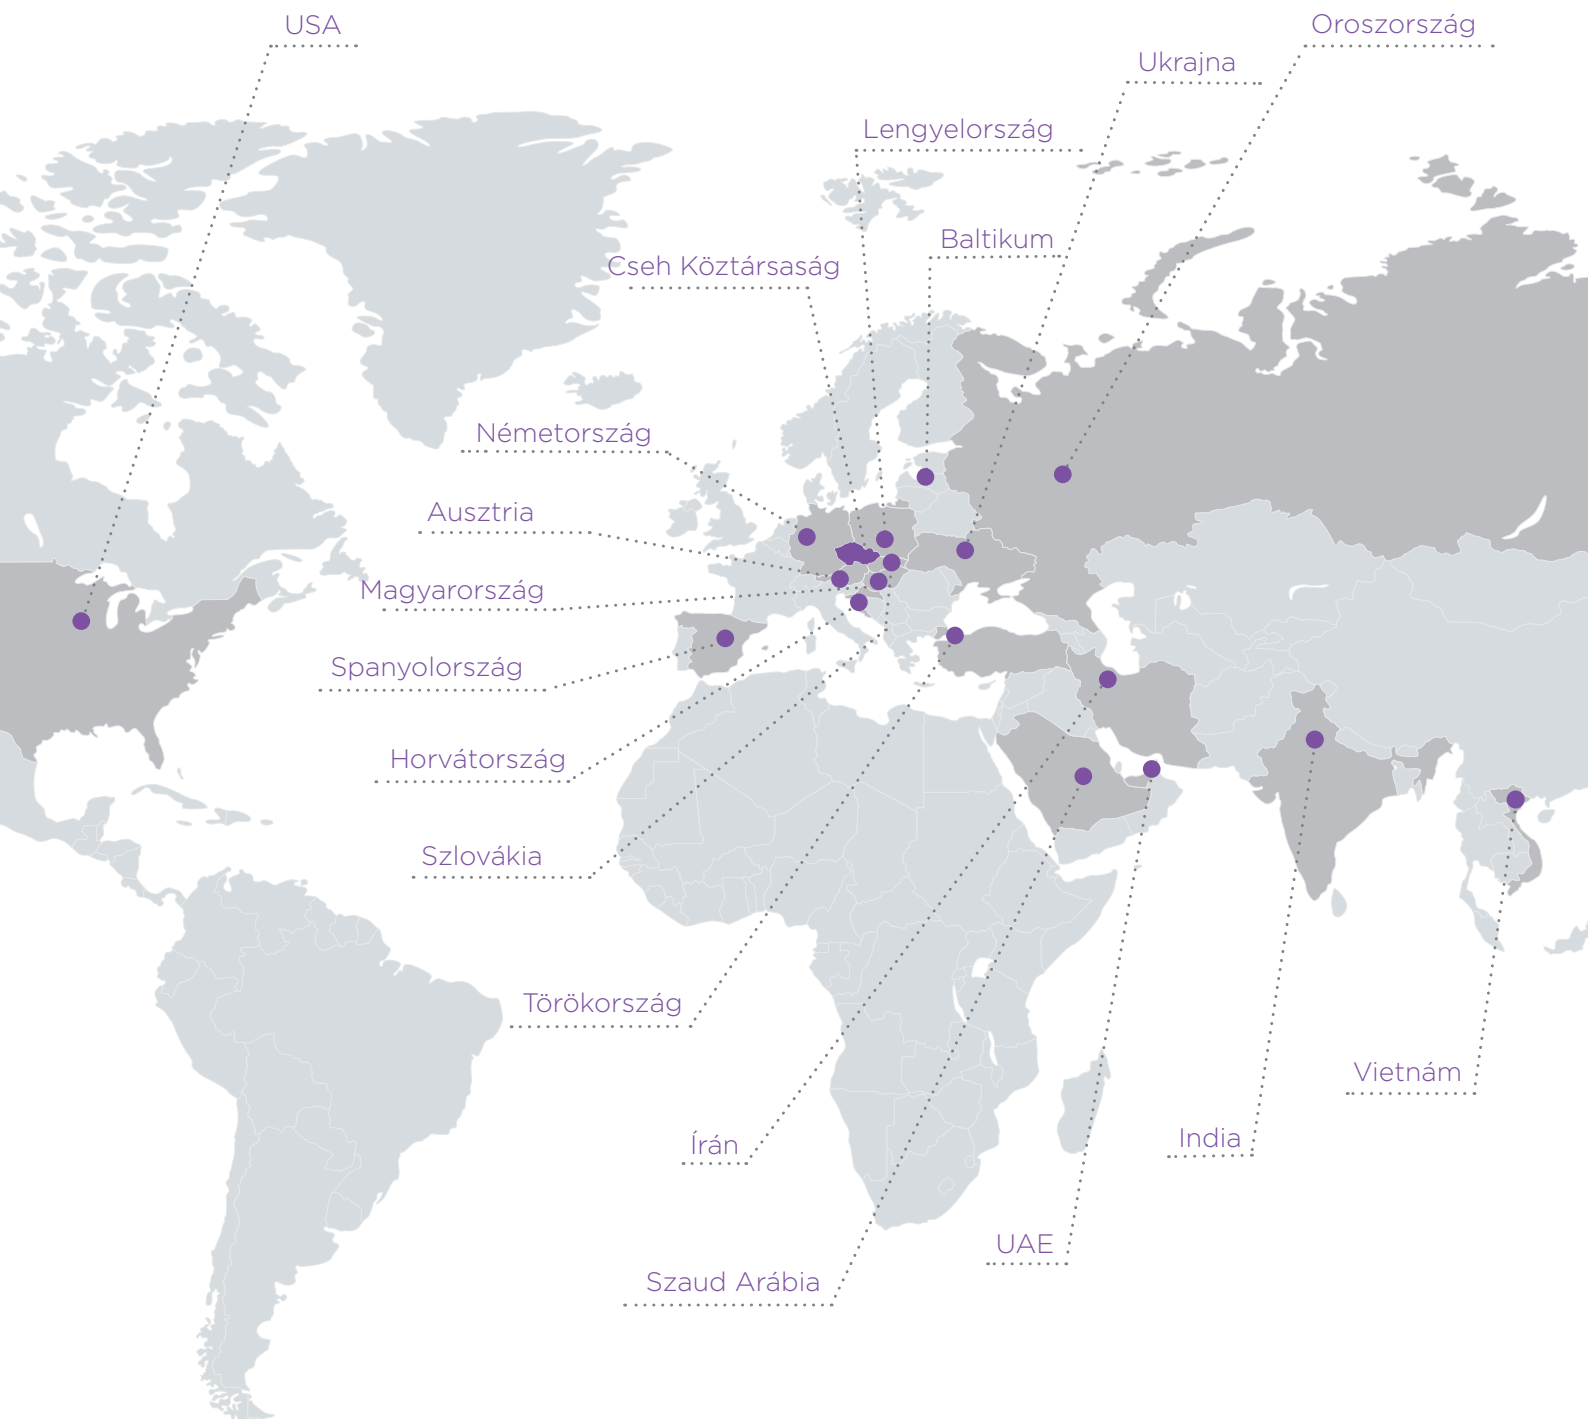 USA
Oroszország
Ukrajna
Lengyelország
Baltikum
Cseh Köztársaság
Németország
Ausztria
Magyarország
Spanyolország
Horvátország
Szlovákia
Törökország
Vietnám
India
Írán
UAE
Szaud Arábia